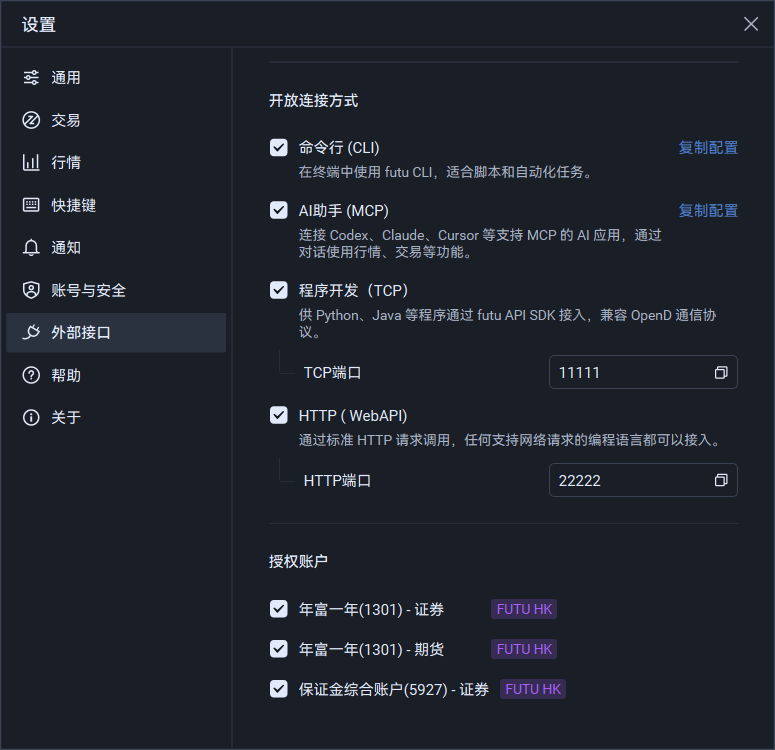 设置
通用
交易
行情
快捷键
通知
账号与安全
外部接口
帮助
关于
开放连接方式
命令行 (CLI) 复制配置
在终端中使用 futu CLI，适合脚本和自动化任务。
AI助手 (MCP) 复制配置
连接 Codex、Claude、Cursor 等支持 MCP 的 AI 应用，通过
对话使用行情、交易等功能。
程序开发（TCP）
供 Python、Java 等程序通过 futu API SDK 接入，兼容 OpenD 通信协
议。
TCP端口 11111
HTTP ( WebAPI)
通过标准 HTTP 请求调用，任何支持网络请求的编程语言都可以接入。
HTTP端口 22222
授权账户
年富一年(1301) - 证券 FUTU HK
年富一年(1301) - 期货 FUTU HK
保证金综合账户(5927) - 证券 FUTU HK